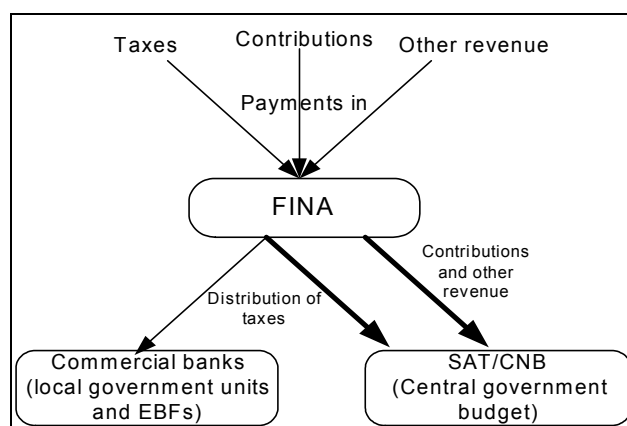 Taxes
Contributions
Other revenue
Payments in
FINA
Contributions
and other
revenue
Distribution of
taxes
Commercial banks
(local government units
and EBFs)
SAT/CNB
(Central government
budget)